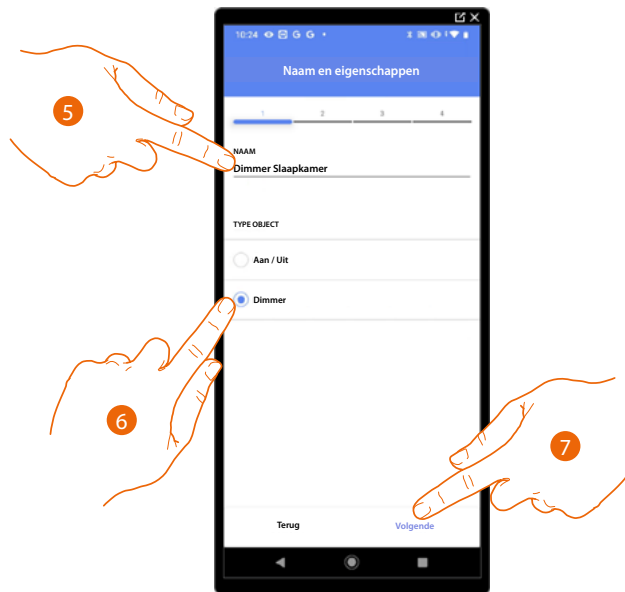 10:24 G G
Naam en eigenschappen
1 2 3 4
5
NAAM
Dimmer Slaapkamer
TYPE OBJECT
Aan / Uit
Dimmer
6
7
Terug Volgende